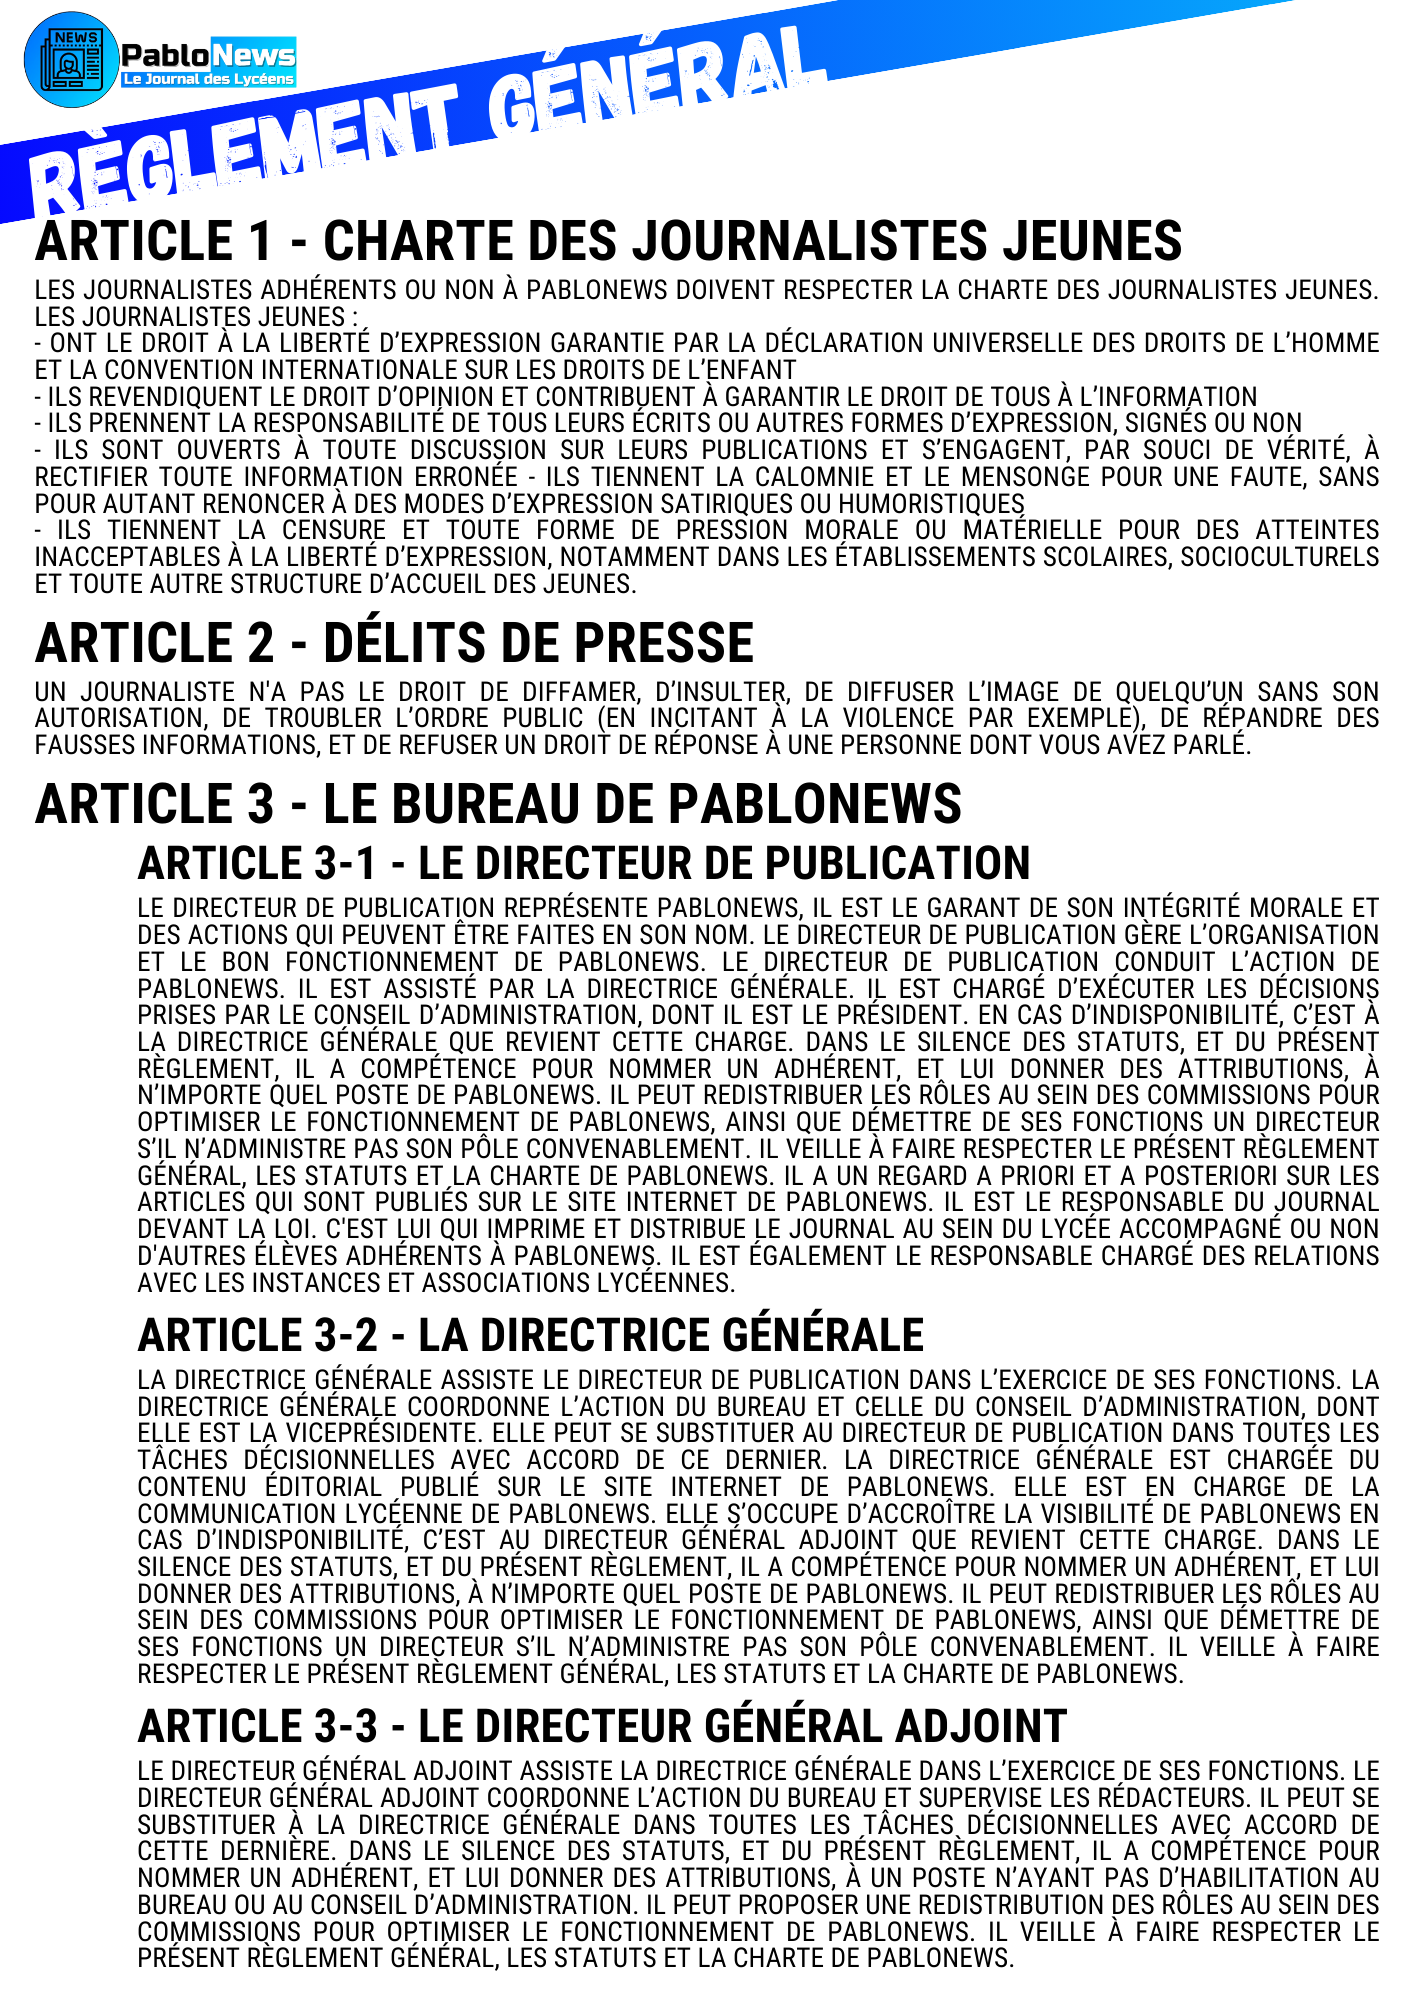 NEWS
PabloNews
Le Journal des Lycéens
RÈGLEMENT GÉNÉRAL
ARTICLE 1 - CHARTE DES JOURNALISTES JEUNES
LES JOURNALISTES ADHÉRENTS OU NON À PABLONEWS DOIVENT RESPECTER LA CHARTE DES JOURNALISTES JEUNES.
LES JOURNALISTES JEUNES :
- ONT LE DROIT À LA LIBERTÉ D’EXPRESSION GARANTIE PAR LA DÉCLARATION UNIVERSELLE DES DROITS DE L’HOMME
ET LA CONVENTION INTERNATIONALE SUR LES DROITS DE L’ENFANT
- ILS REVENDIQUENT LE DROIT D’OPINION ET CONTRIBUENT À GARANTIR LE DROIT DE TOUS À L’INFORMATION
- ILS PRENNENT LA RESPONSABILITÉ DE TOUS LEURS ÉCRITS OU AUTRES FORMES D’EXPRESSION, SIGNÉS OU NON
- ILS SONT OUVERTS À TOUTE DISCUSSION SUR LEURS PUBLICATIONS ET S’ENGAGENT, PAR SOUCI DE VÉRITÉ, À
RECTIFIER TOUTE INFORMATION ERRONÉE - ILS TIENNENT LA CALOMNIE ET LE MENSONGE POUR UNE FAUTE, SANS
POUR AUTANT RENONCER À DES MODES D’EXPRESSION SATIRIQUES OU HUMORISTIQUES
- ILS TIENNENT LA CENSURE ET TOUTE FORME DE PRESSION MORALE OU MATÉRIELLE POUR DES ATTEINTES
INACCEPTABLES À LA LIBERTÉ D’EXPRESSION, NOTAMMENT DANS LES ÉTABLISSEMENTS SCOLAIRES, SOCIOCULTURELS
ET TOUTE AUTRE STRUCTURE D’ACCUEIL DES JEUNES.
ARTICLE 2 - DÉLITS DE PRESSE
UN JOURNALISTE N'A PAS LE DROIT DE DIFFAMER, D’INSULTER, DE DIFFUSER L’IMAGE DE QUELQU’UN SANS SON
AUTORISATION, DE TROUBLER L’ORDRE PUBLIC (EN INCITANT À LA VIOLENCE PAR EXEMPLE), DE RÉPANDRE DES
FAUSSES INFORMATIONS, ET DE REFUSER UN DROIT DE RÉPONSE À UNE PERSONNE DONT VOUS AVEZ PARLÉ.
ARTICLE 3 - LE BUREAU DE PABLONEWS
ARTICLE 3-1 - LE DIRECTEUR DE PUBLICATION
LE DIRECTEUR DE PUBLICATION REPRÉSENTE PABLONEWS, IL EST LE GARANT DE SON INTÉGRITÉ MORALE ET
DES ACTIONS QUI PEUVENT ÊTRE FAITES EN SON NOM. LE DIRECTEUR DE PUBLICATION GÈRE L’ORGANISATION
ET LE BON FONCTIONNEMENT DE PABLONEWS. LE DIRECTEUR DE PUBLICATION CONDUIT L’ACTION DE
PABLONEWS. IL EST ASSISTÉ PAR LA DIRECTRICE GÉNÉRALE. IL EST CHARGÉ D’EXÉCUTER LES DÉCISIONS
PRISES PAR LE CONSEIL D’ADMINISTRATION, DONT IL EST LE PRÉSIDENT. EN CAS D’INDISPONIBILITÉ, C’EST À
LA DIRECTRICE GÉNÉRALE QUE REVIENT CETTE CHARGE. DANS LE SILENCE DES STATUTS, ET DU PRÉSENT
RÈGLEMENT, IL A COMPÉTENCE POUR NOMMER UN ADHÉRENT, ET LUI DONNER DES ATTRIBUTIONS, À
N’IMPORTE QUEL POSTE DE PABLONEWS. IL PEUT REDISTRIBUER LES RÔLES AU SEIN DES COMMISSIONS POUR
OPTIMISER LE FONCTIONNEMENT DE PABLONEWS, AINSI QUE DÉMETTRE DE SES FONCTIONS UN DIRECTEUR
S’IL N’ADMINISTRE PAS SON PÔLE CONVENABLEMENT. IL VEILLE À FAIRE RESPECTER LE PRÉSENT RÈGLEMENT
GÉNÉRAL, LES STATUTS ET LA CHARTE DE PABLONEWS. IL A UN REGARD A PRIORI ET A POSTERIORI SUR LES
ARTICLES QUI SONT PUBLIÉS SUR LE SITE INTERNET DE PABLONEWS. IL EST LE RESPONSABLE DU JOURNAL
DEVANT LA LOI. C'EST LUI QUI IMPRIME ET DISTRIBUE LE JOURNAL AU SEIN DU LYCÉE ACCOMPAGNÉ OU NON
D'AUTRES ÉLÈVES ADHÉRENTS À PABLONEWS. IL EST ÉGALEMENT LE RESPONSABLE CHARGÉ DES RELATIONS
AVEC LES INSTANCES ET ASSOCIATIONS LYCÉENNES.
ARTICLE 3-2 - LA DIRECTRICE GÉNÉRALE
LA DIRECTRICE GÉNÉRALE ASSISTE LE DIRECTEUR DE PUBLICATION DANS L’EXERCICE DE SES FONCTIONS. LA
DIRECTRICE GÉNÉRALE COORDONNE L’ACTION DU BUREAU ET CELLE DU CONSEIL D’ADMINISTRATION, DONT
ELLE EST LA VICEPRÉSIDENTE. ELLE PEUT SE SUBSTITUER AU DIRECTEUR DE PUBLICATION DANS TOUTES LES
TÂCHES DÉCISIONNELLES AVEC ACCORD DE CE DERNIER. LA DIRECTRICE GÉNÉRALE EST CHARGÉE DU
CONTENU ÉDITORIAL PUBLIÉ SUR LE SITE INTERNET DE PABLONEWS. ELLE EST EN CHARGE DE LA
COMMUNICATION LYCÉENNE DE PABLONEWS. ELLE S’OCCUPE D’ACCROÎTRE LA VISIBILITÉ DE PABLONEWS EN
CAS D’INDISPONIBILITÉ, C’EST AU DIRECTEUR GÉNÉRAL ADJOINT QUE REVIENT CETTE CHARGE. DANS LE
SILENCE DES STATUTS, ET DU PRÉSENT RÈGLEMENT, IL A COMPÉTENCE POUR NOMMER UN ADHÉRENT, ET LUI
DONNER DES ATTRIBUTIONS, À N’IMPORTE QUEL POSTE DE PABLONEWS. IL PEUT REDISTRIBUER LES RÔLES AU
SEIN DES COMMISSIONS POUR OPTIMISER LE FONCTIONNEMENT DE PABLONEWS, AINSI QUE DÉMETTRE DE
SES FONCTIONS UN DIRECTEUR S’IL N’ADMINISTRE PAS SON PÔLE CONVENABLEMENT. IL VEILLE À FAIRE
RESPECTER LE PRÉSENT RÈGLEMENT GÉNÉRAL, LES STATUTS ET LA CHARTE DE PABLONEWS.
ARTICLE 3-3 - LE DIRECTEUR GÉNÉRAL ADJOINT
LE DIRECTEUR GÉNÉRAL ADJOINT ASSISTE LA DIRECTRICE GÉNÉRALE DANS L’EXERCICE DE SES FONCTIONS. LE
DIRECTEUR GÉNÉRAL ADJOINT COORDONNE L’ACTION DU BUREAU ET SUPERVISE LES RÉDACTEURS. IL PEUT SE
SUBSTITUER À LA DIRECTRICE GÉNÉRALE DANS TOUTES LES TÂCHES DÉCISIONNELLES AVEC ACCORD DE
CETTE DERNIÈRE. DANS LE SILENCE DES STATUTS, ET DU PRÉSENT RÈGLEMENT, IL A COMPÉTENCE POUR
NOMMER UN ADHÉRENT, ET LUI DONNER DES ATTRIBUTIONS, À UN POSTE N’AYANT PAS D’HABILITATION AU
BUREAU OU AU CONSEIL D’ADMINISTRATION. IL PEUT PROPOSER UNE REDISTRIBUTION DES RÔLES AU SEIN DES
COMMISSIONS POUR OPTIMISER LE FONCTIONNEMENT DE PABLONEWS. IL VEILLE À FAIRE RESPECTER LE
PRÉSENT RÈGLEMENT GÉNÉRAL, LES STATUTS ET LA CHARTE DE PABLONEWS.